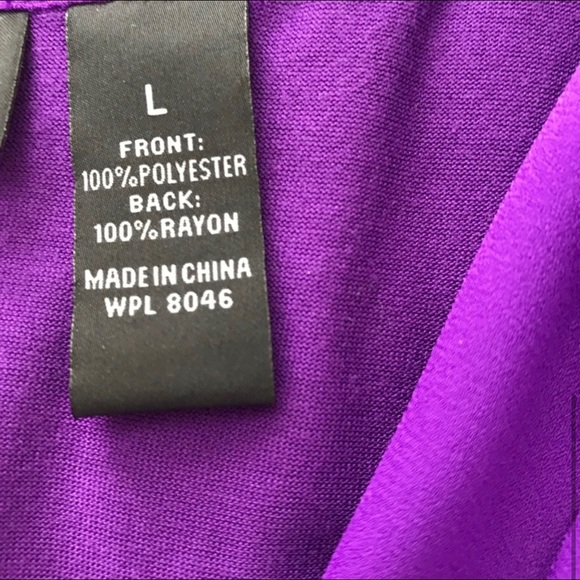 L
FRONT:
100%POLYESTER
BACK:
100%RAYON
MADE IN CHINA
WPL 8046